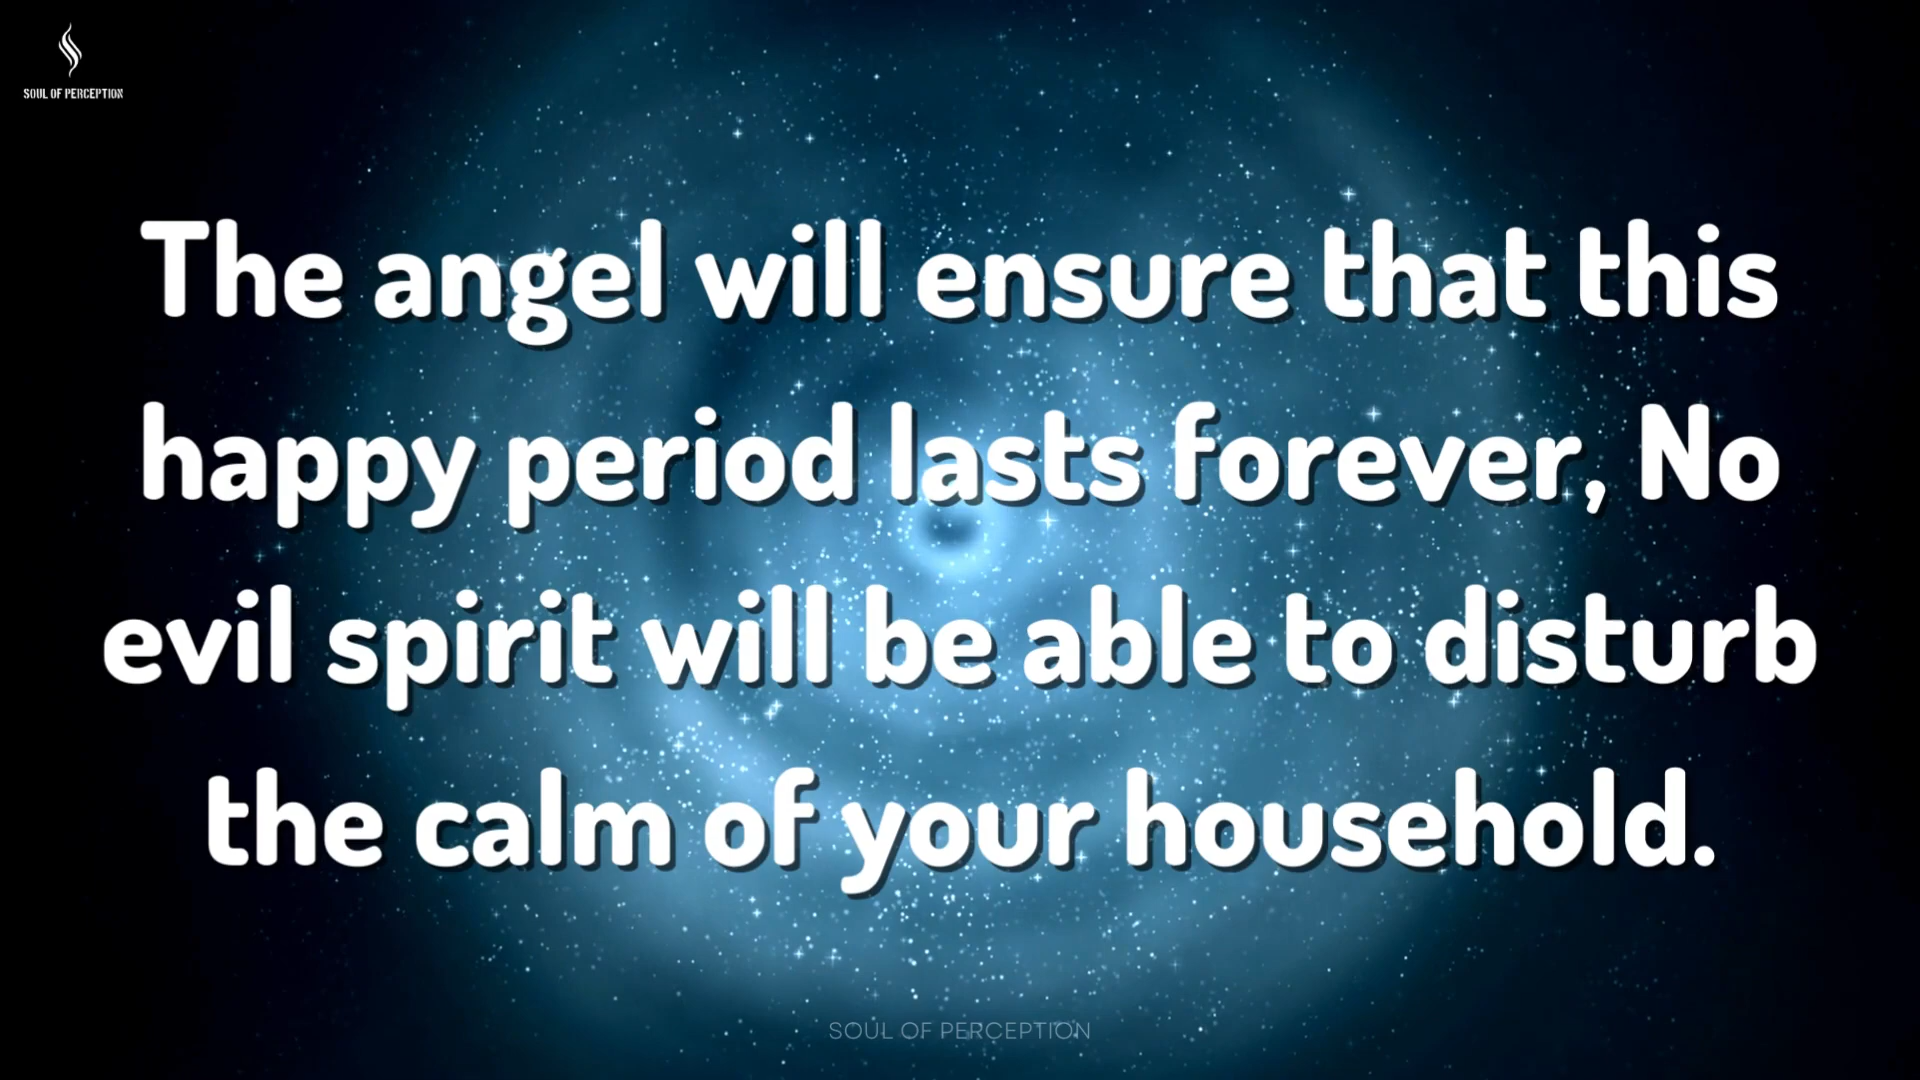 SOUL OF PERCEPTION
The angel will ensure that this
happy period lasts forever, No
evil spirit will be able to disturb
the calm of your household.
SOUL OF PERCEPTION